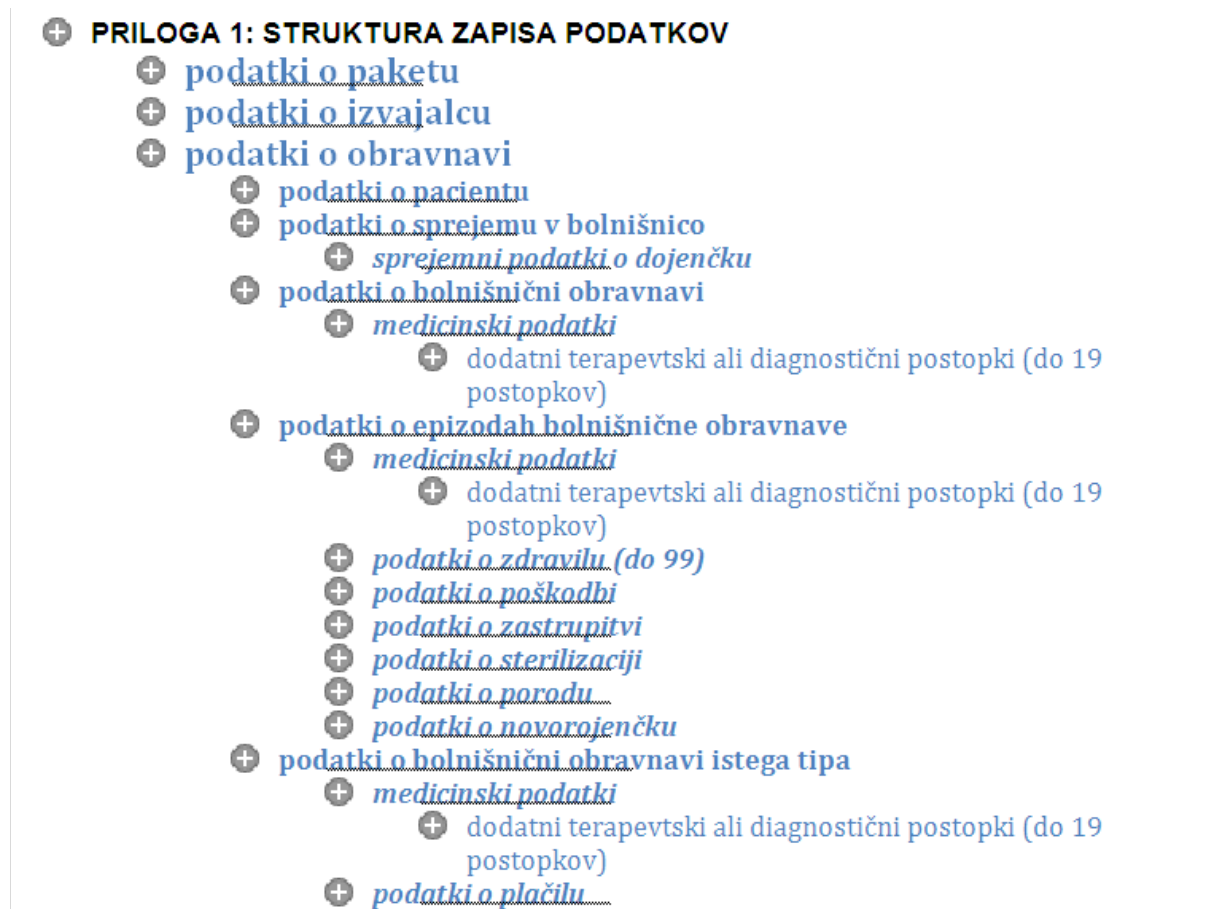 PRILOGA 1: STRUKTURA ZAPISA PODATKOV
podatki o paketu
podatki o izvajalcu
podatki o obravnavi
podatki o pacientu
podatki o sprejemu v bolnišnico
sprejemni podatki o dojenčku
podatki o bolnišnični obravnavi
medicinski podatki
dodatni terapevtski ali diagnostični postopki (do 19
postopkov)
podatki o epizodah bolnišnične obravnave
medicinski podatki
dodatni terapevtski ali diagnostični postopki (do 19
postopkov)
podatki o zdravilu (do 99)
podatki o poškodbi
podatki o zastrupitvi
podatki o sterilizaciji
podatki o porodu
podatki o novorojenčku
podatki o bolnišnični obravnavi istega tipa
medicinski podatki
dodatni terapevtski ali diagnostični postopki (do 19
postopkov)
podatki o plačilu